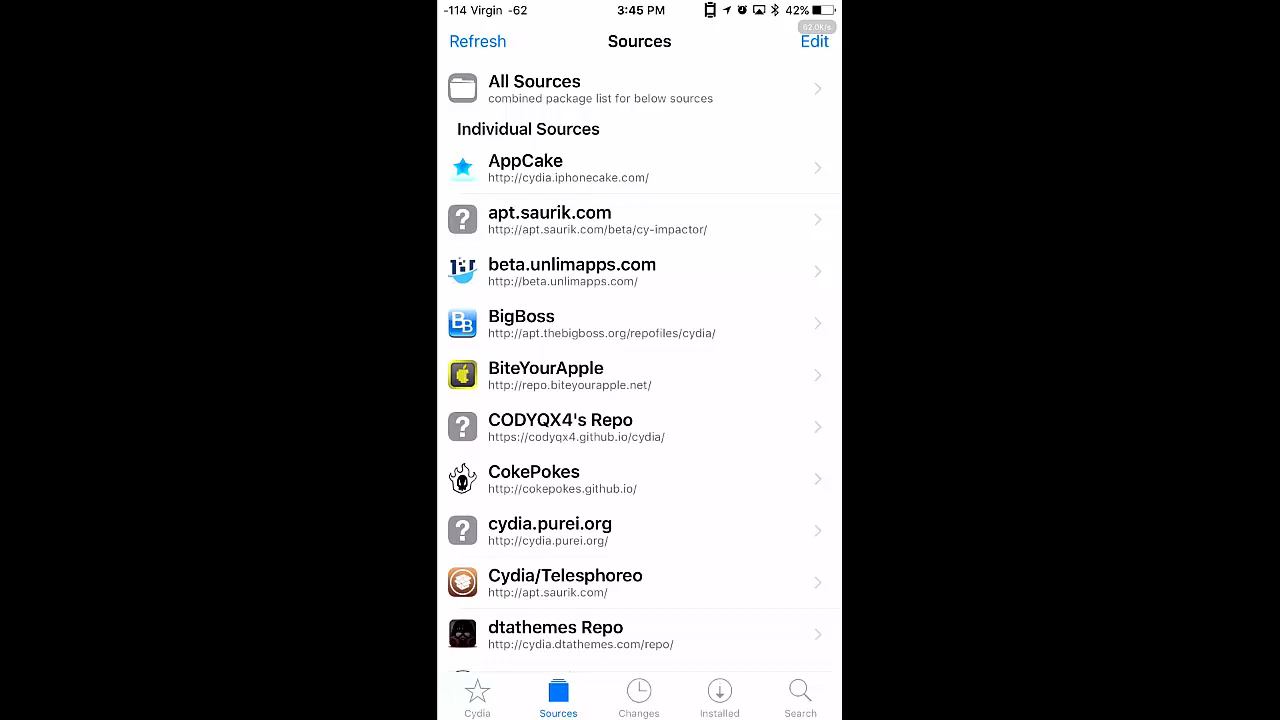 -114 Virgin -62 3:45 PM 42%
62.0K/s
Refresh Sources Edit
All Sources
combined package list for below sources
Individual Sources
AppCake
http://cydia.iphonecake.com/
apt.saurik.com
http://apt.saurik.com/beta/cy-impactor/
beta.unlimapps.com
http://beta.unlimapps.com/
BigBoss
http://apt.thebigboss.org/repofiles/cydia/
BiteYourApple
http://repo.biteyourapple.net/
CODYQX4's Repo
https://codyqx4.github.io/cydia/
CokePokes
http://cokepokes.github.io/
cydia.purei.org
http://cydia.purei.org/
Cydia/Telesphoreo
http://apt.saurik.com/
dtathemes Repo
http://cydia.dtathemes.com/repo/
Cydia Sources Changes Installed Search